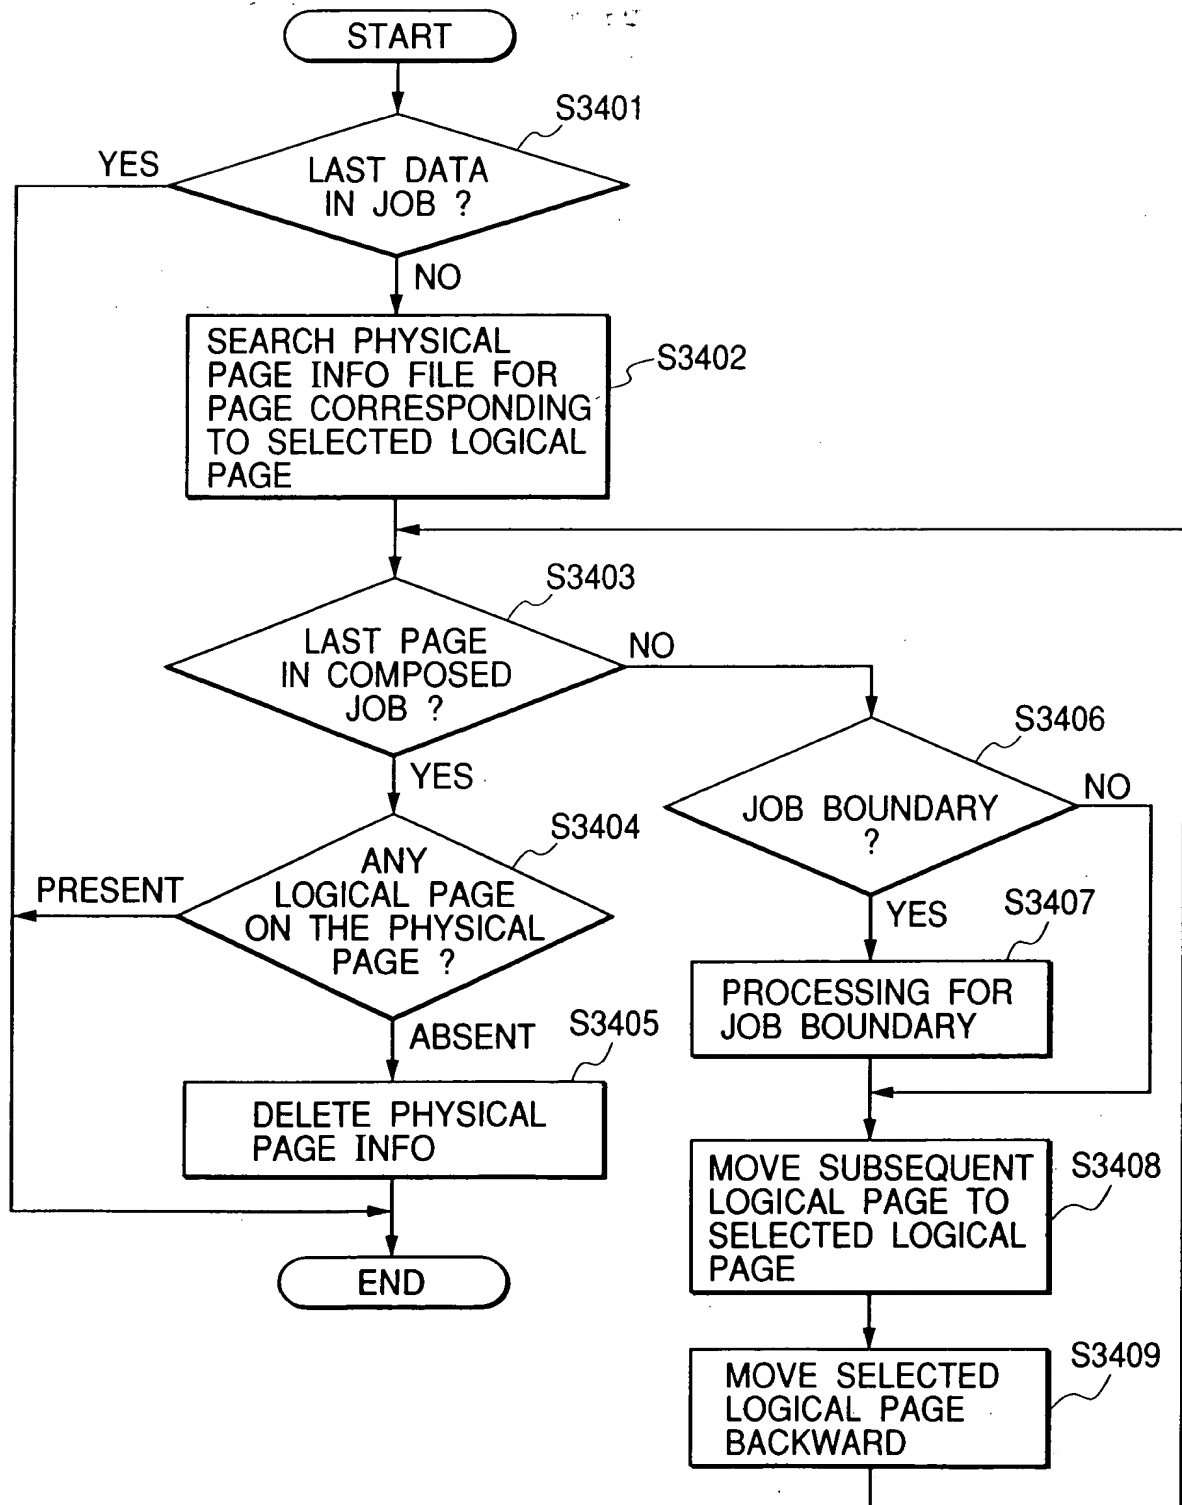 START
S3401
YES
LAST DATA
IN JOB ?
NO
SEARCH PHYSICAL
PAGE INFO FILE FOR
PAGE CORRESPONDING
TO SELECTED LOGICAL
PAGE
S3402
S3403
LAST PAGE
IN COMPOSED
JOB ?
NO
YES
S3406
JOB BOUNDARY
?
NO
YES
S3404
ANY
LOGICAL PAGE
ON THE PHYSICAL
PAGE ?
PRESENT
ABSENT
S3407
PROCESSING FOR
JOB BOUNDARY
S3405
DELETE PHYSICAL
PAGE INFO
S3408
MOVE SUBSEQUENT
LOGICAL PAGE TO
SELECTED LOGICAL
PAGE
END
S3409
MOVE SELECTED
LOGICAL PAGE
BACKWARD